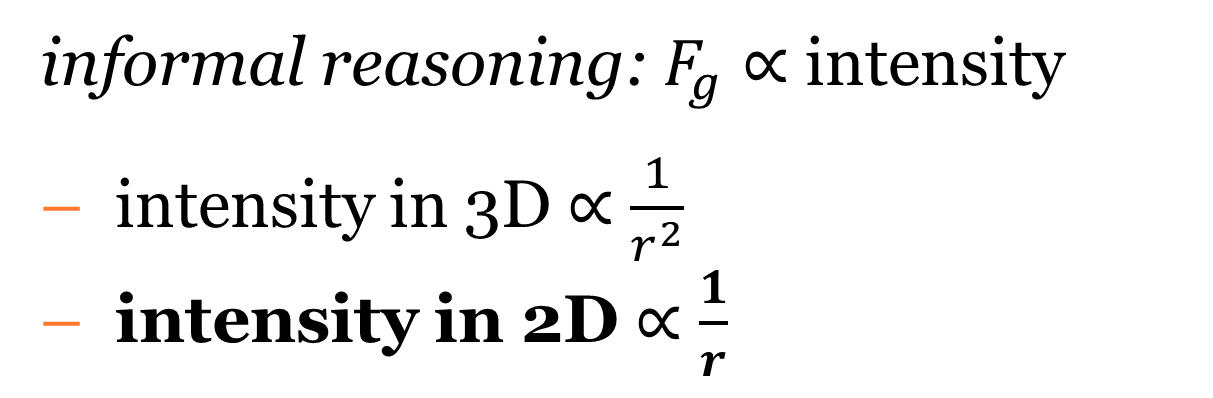 informal reasoning: F_g ∝ intensity
– intensity in 3D ∝ 1/r²
– intensity in 2D ∝ 1/r